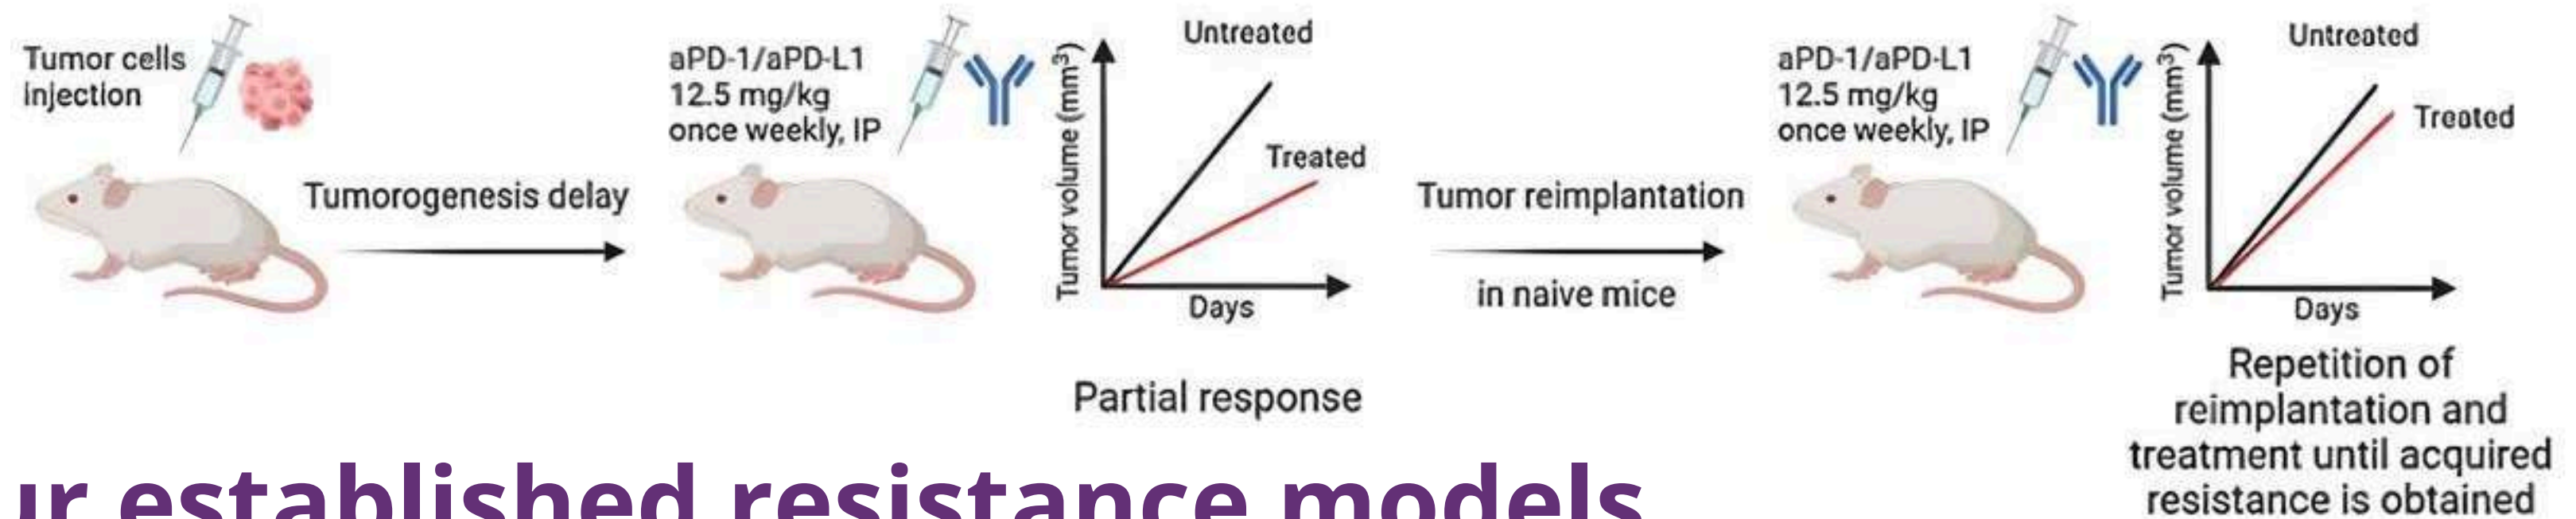 Tumor cells
injection
Tumorogenesis delay
aPD-1/aPD-L1
12.5 mg/kg
once weekly, IP
Tumor volume (mm³)
Untreated
Treated
Days
Partial response
Tumor reimplantation
in naive mice
aPD-1/aPD-L1
12.5 mg/kg
once weekly, IP
Tumor volume (mm³)
Untreated
Treated
Days
Repetition of
reimplantation and
treatment until acquired
resistance is obtained
ur established resistance models